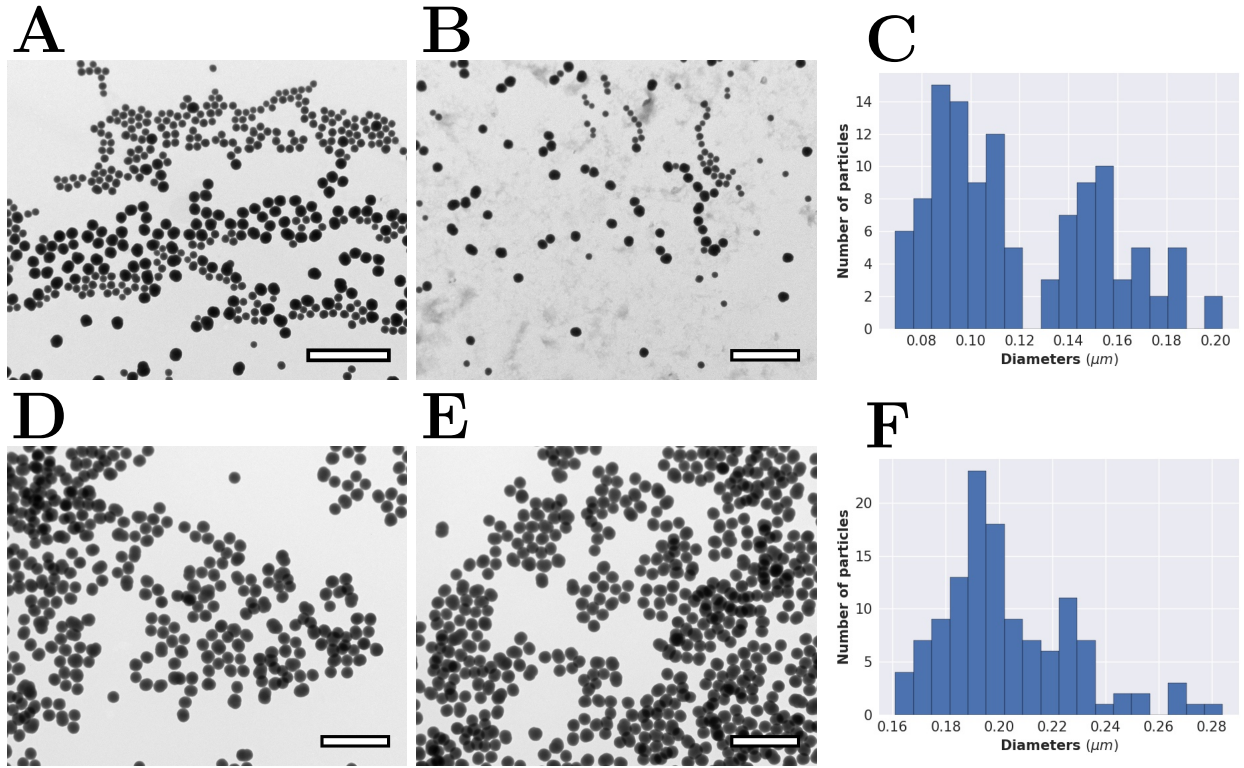 A
B
C
14
12
10
8
6
4
2
0
Number of particles
0.08 0.10 0.12 0.14 0.16 0.18 0.20
Diameters (μm)
D
E
F
20
15
10
5
0
Number of particles
0.16 0.18 0.20 0.22 0.24 0.26 0.28
Diameters (μm)